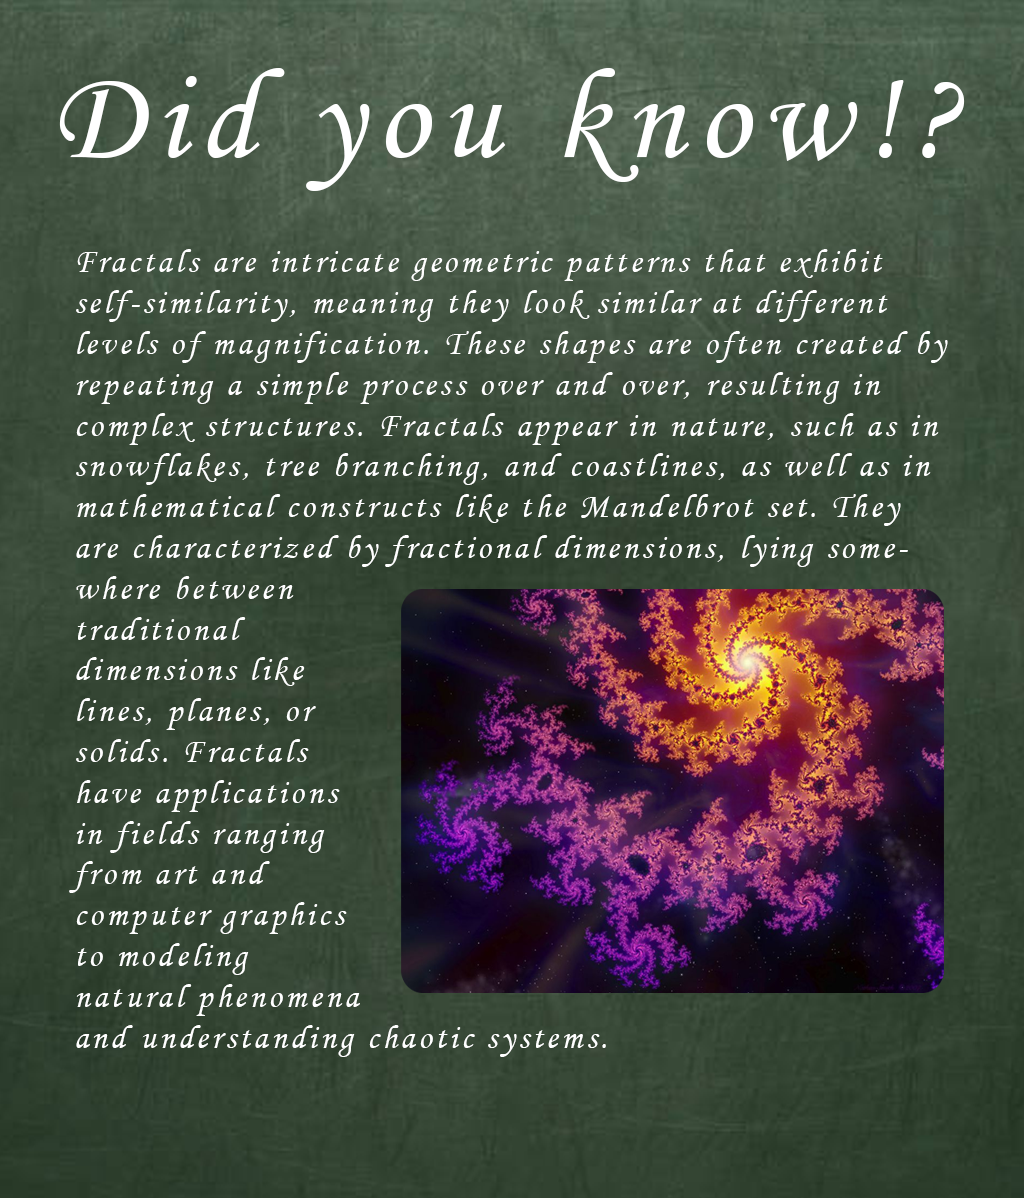 Did you know!?
Fractals are intricate geometric patterns that exhibit
self-similarity, meaning they look similar at different
levels of magnification. These shapes are often created by
repeating a simple process over and over, resulting in
complex structures. Fractals appear in nature, such as in
snowflakes, tree branching, and coastlines, as well as in
mathematical constructs like the Mandelbrot set. They
are characterized by fractional dimensions, lying some-
where between
traditional
dimensions like
lines, planes, or
solids. Fractals
have applications
in fields ranging
from art and
computer graphics
to modeling
natural phenomena
and understanding chaotic systems.